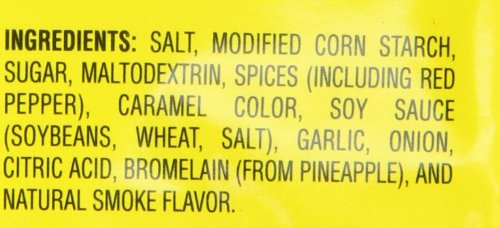 INGREDIENTS: SALT, MODIFIED CORN STARCH,
SUGAR, MALTODEXTRIN, SPICES (INCLUDING RED
PEPPER), CARAMEL COLOR, SOY SAUCE
(SOYBEANS, WHEAT, SALT), GARLIC, ONION,
CITRIC ACID, BROMELAIN (FROM PINEAPPLE), AND
NATURAL SMOKE FLAVOR.